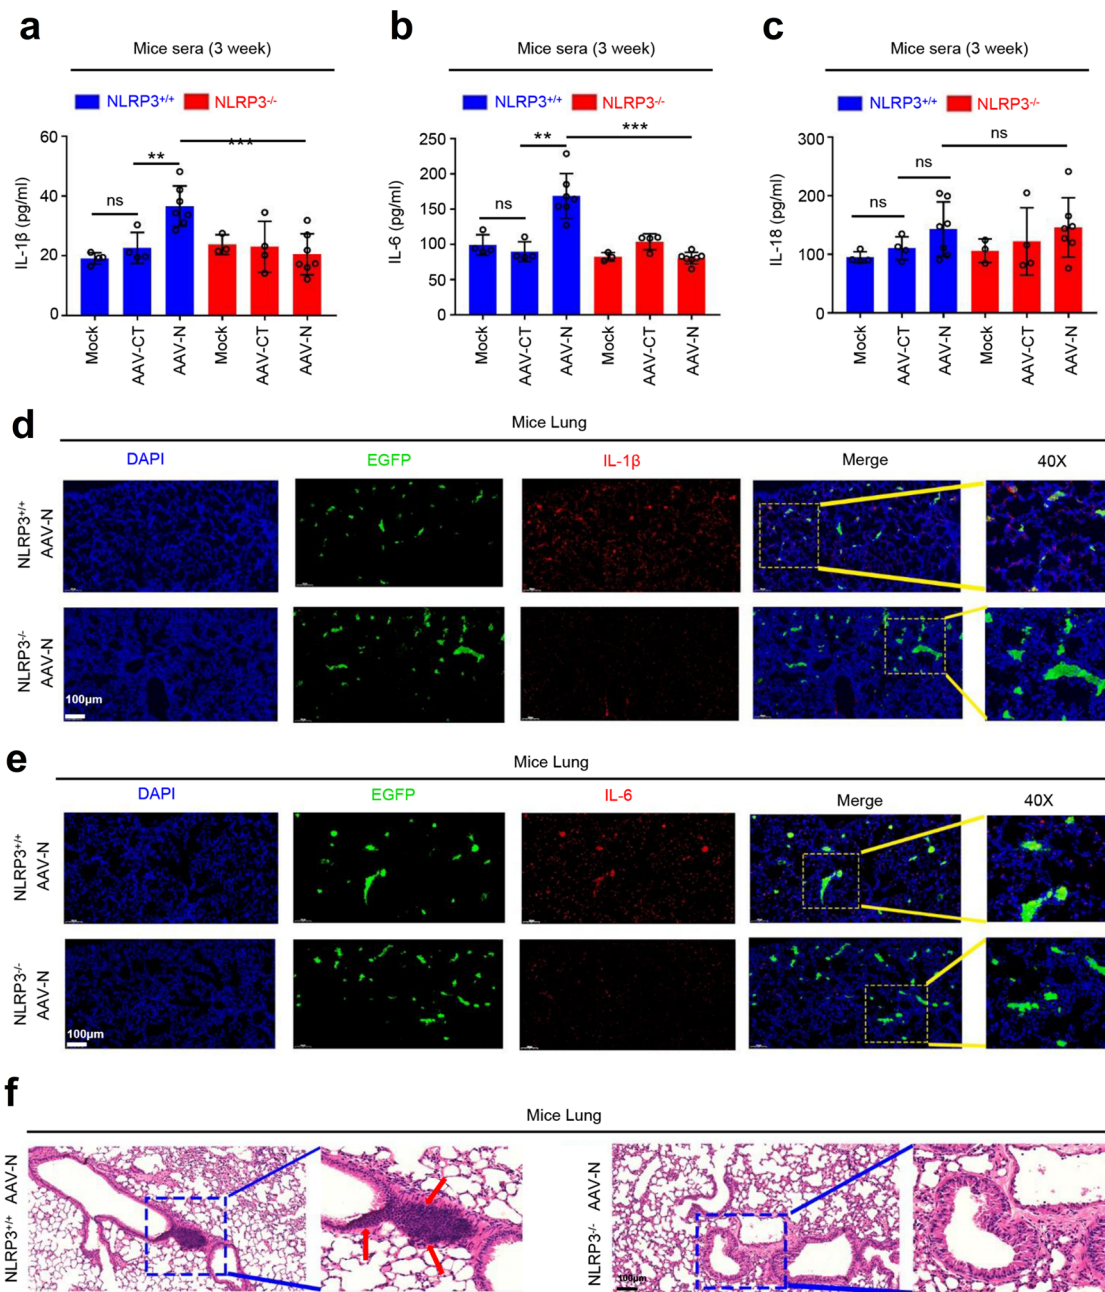 a
Mice sera (3 week)
NLRP3+/+ NLRP3-/-
IL-1β (pg/ml)
60
40
20
0
ns
**
***
Mock
AAV-CT
AAV-N
Mock
AAV-CT
AAV-N
b
Mice sera (3 week)
NLRP3+/+ NLRP3-/-
IL-6 (pg/ml)
250
200
150
100
50
0
ns
**
***
Mock
AAV-CT
AAV-N
Mock
AAV-CT
AAV-N
c
Mice sera (3 week)
NLRP3+/+ NLRP3-/-
IL-18 (pg/ml)
300
200
100
0
ns
ns
ns
Mock
AAV-CT
AAV-N
Mock
AAV-CT
AAV-N
d
Mice Lung
DAPI EGFP IL-1β Merge 40X
NLRP3+/+
AAV-N
NLRP3-/-
AAV-N
100μm
e
Mice Lung
DAPI EGFP IL-6 Merge 40X
NLRP3+/+
AAV-N
NLRP3-/-
AAV-N
100μm
f
Mice Lung
NLRP3+/+ AAV-N
NLRP3-/- AAV-N
100μm